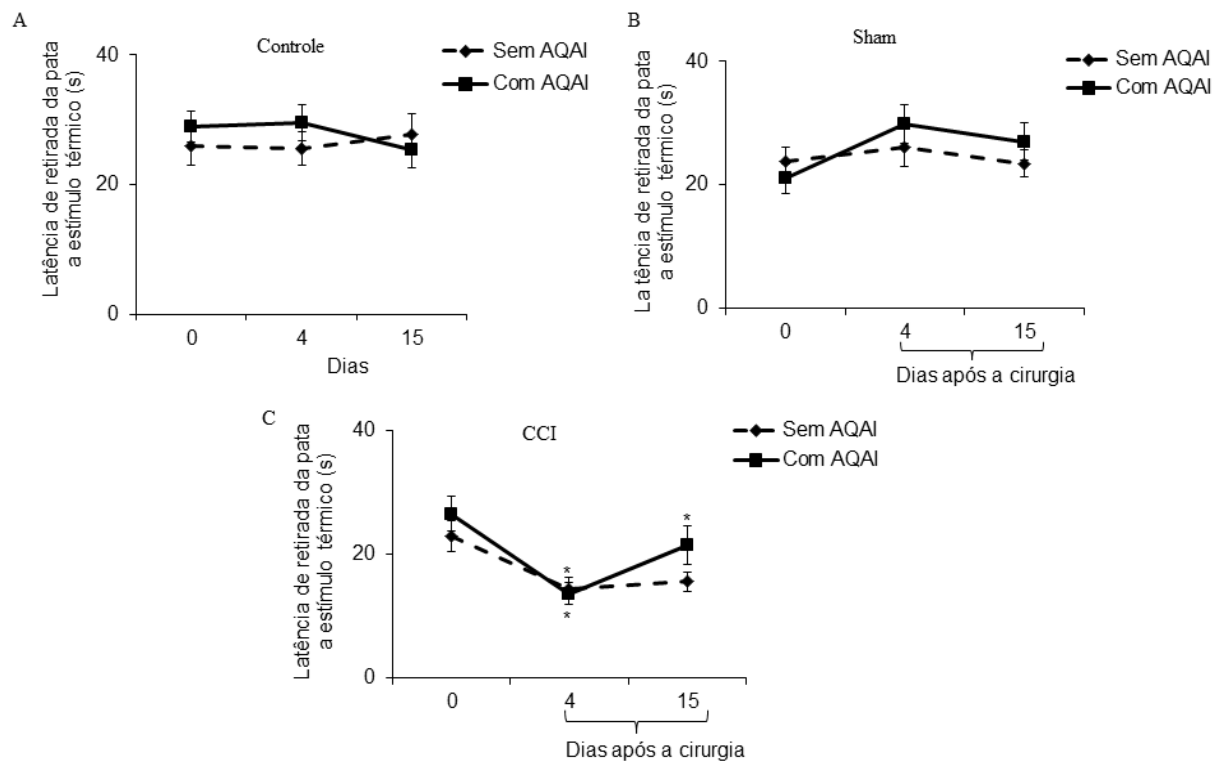 A
Controle
Sem AQAI
Com AQAI
Latência de retirada da pata
a estímulo térmico (s)
40
20
0
0 4 15
Dias
B
Sham
Sem AQAI
Com AQAI
La tência de retirada da pata
a estímulo térmico (s)
40
20
0
0 4 15
Dias após a cirurgia
C
CCI
Sem AQAI
Com AQAI
Latência de retirada da pata
a estímulo térmico (s)
40
20
0
*
*
*
0 4 15
Dias após a cirurgia